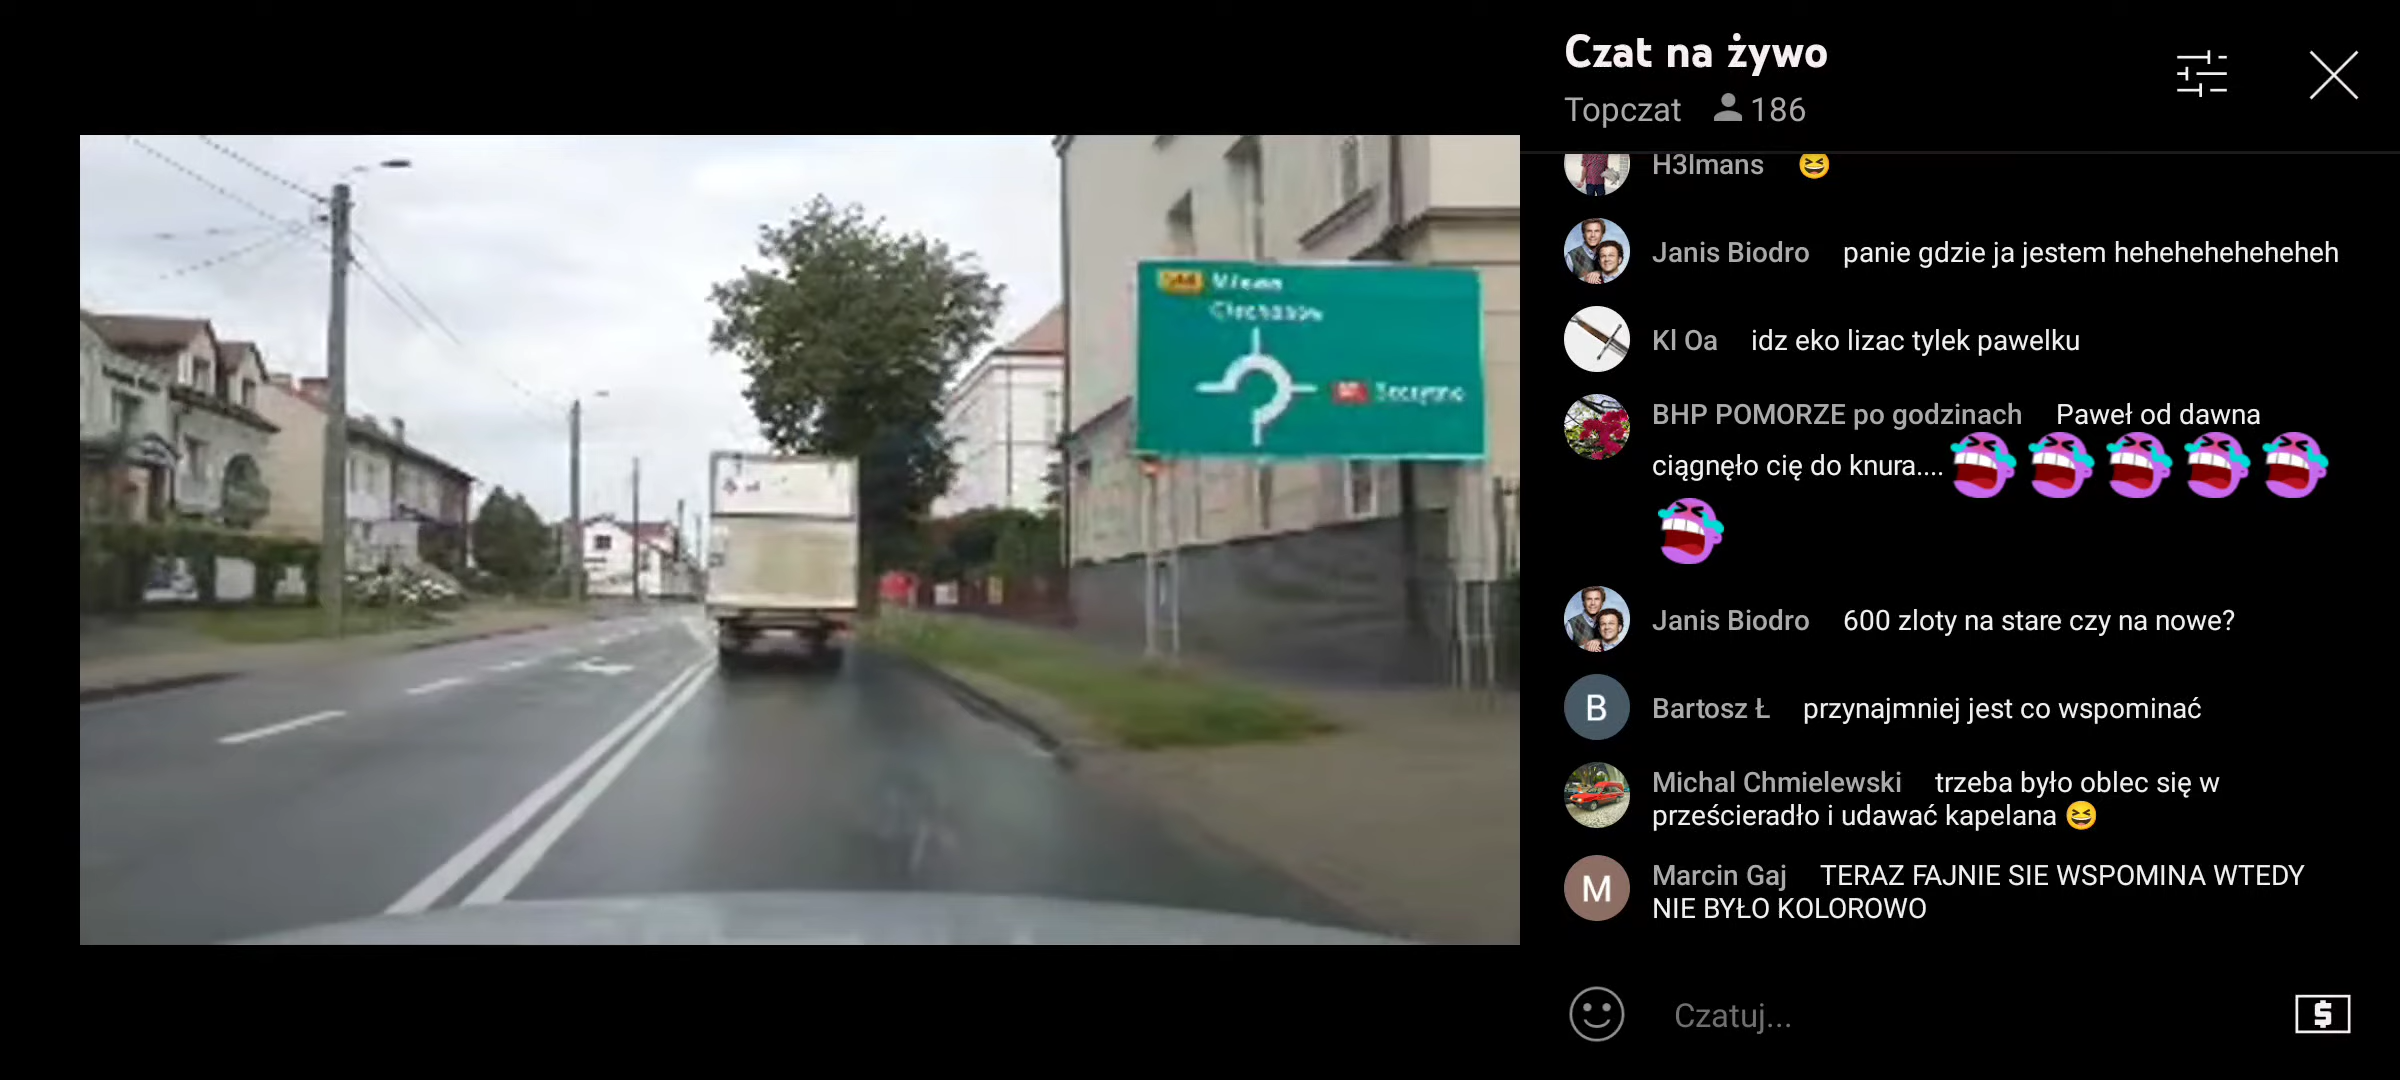 Czat na żywo
Topczat 186
H3lmans 😆
Janis Biodro panie gdzie ja jestem heheheheheheheh
Kl Oa idz eko lizac tylek pawelku
BHP POMORZE po godzinach Paweł od dawna
ciągnęło cię do knura....
Janis Biodro 600 zloty na stare czy na nowe?
B
Bartosz Ł przynajmniej jest co wspominać
Michal Chmielewski trzeba było oblec się w
prześcieradło i udawać kapelana 😆
M
Marcin Gaj TERAZ FAJNIE SIE WSPOMINA WTEDY
NIE BYŁO KOLOROWO
Czatuj...
$
Ciechanów